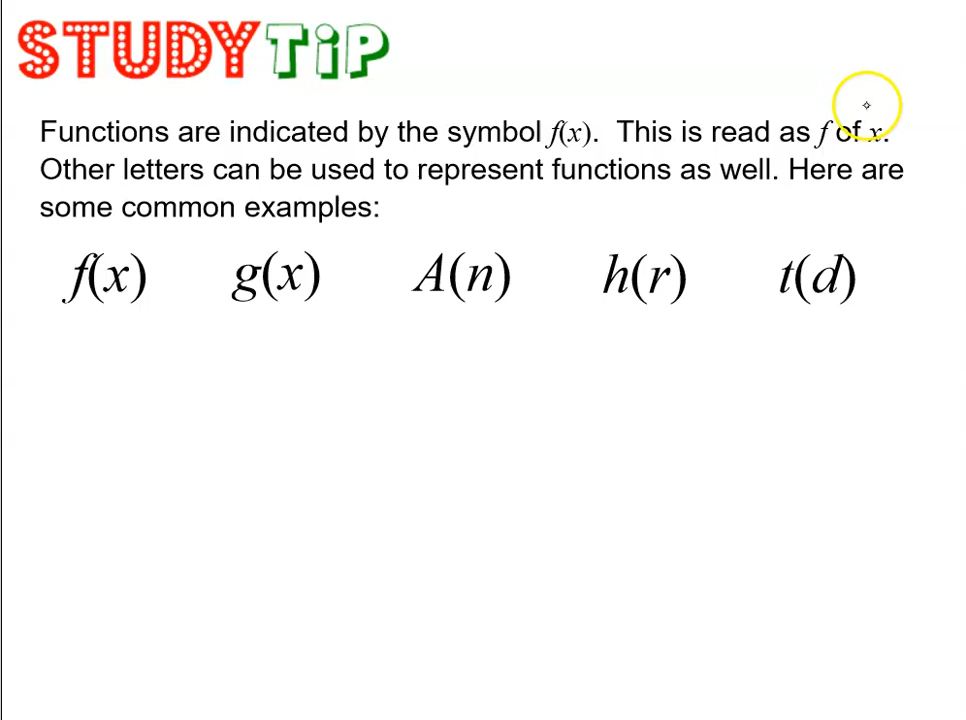 STUDY TiP
Functions are indicated by the symbol f(x). This is read as f of x.
Other letters can be used to represent functions as well. Here are
some common examples:
f(x) g(x) A(n) h(r) t(d)